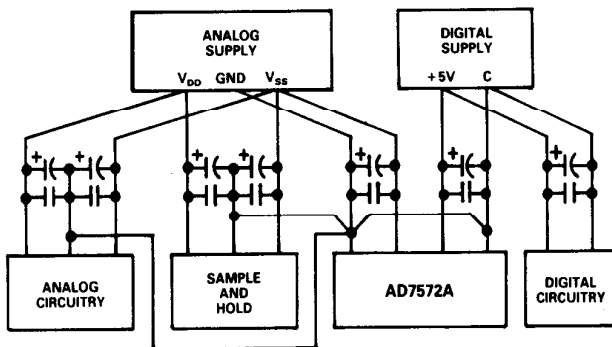 ANALOG
SUPPLY
V_DD GND V_SS
DIGITAL
SUPPLY
+5V C
+ + + + + + +
ANALOG
CIRCUITRY
SAMPLE
AND
HOLD
AD7572A
DIGITAL
CIRCUITRY